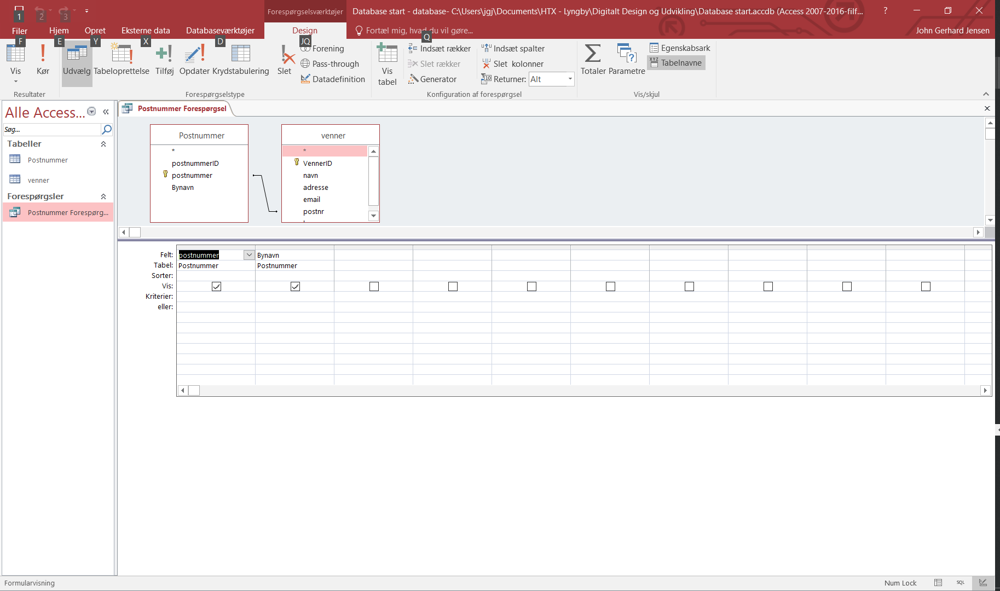 Forespørgselsværktøjer
Database start - database- C:\Users\jgj\Documents\HTX - Lyngby\Digitalt Design og Udvikling\Database start.accdb (Access 2007-2016-filf...
?
1
2
3
Filer
Hjem
Opret
Eksterne data
Databaseværktøjer
Design
Fortæl mig, hvad du vil gøre...
John Gerhard Jensen
F
E
Y
X
D
JQ
Q
Vis
Kør
Udvælg
Tabeloprettelse
Tilføj
Opdater
Krydstabulering
Slet
Forening
Pass-through
Datadefinition
Vis
tabel
Indsæt rækker
Slet rækker
Generator
Indsæt spalter
Slet kolonner
Returner: Alt
Totaler
Parametre
Egenskabsark
Tabelnavne
Resultater
Forespørgselstype
Konfiguration af forespørgsel
Vis/skjul
Alle Access...
Søg...
Tabeller
Postnummer
venner
Forespørgsler
Postnummer Forespørg...
Postnummer Forespørgsel
Postnummer
*
postnummerID
postnummer
Bynavn
venner
*
VennerID
navn
adresse
email
postnr
Felt: postnummer Bynavn
Tabel: Postnummer Postnummer
Sorter:
Vis:
Kriterier:
eller:
Formularvisning
Num Lock
SQL